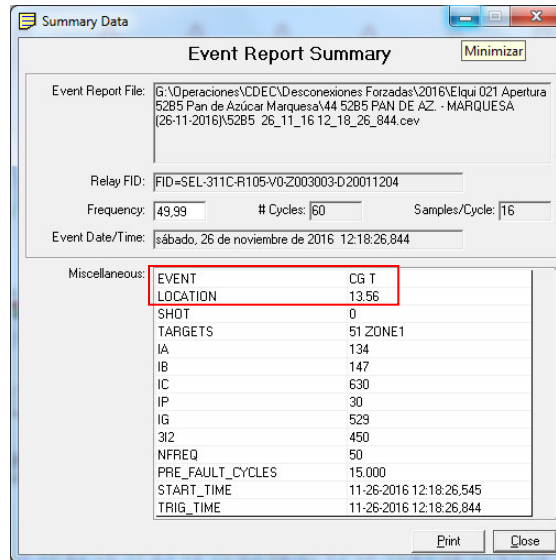 Summary Data
Minimizar
Event Report Summary
Event Report File: G:\Operaciones\CDEC\Desconexiones Forzadas\2016\Elqui 021 Apertura
52B5 Pan de Azúcar Marquesa\44 52B5 PAN DE AZ. - MARQUESA
(26-11-2016)\52B5 26_11_16 12_18_26_844.cev
Relay FID: FID=SEL-311C-R105-V0-Z003003-D20011204
Frequency: 49,99 # Cycles: 60 Samples/Cycle: 16
Event Date/Time: sábado, 26 de noviembre de 2016 12:18:26,844
Miscellaneous: EVENT CG T
LOCATION 13.56
SHOT 0
TARGETS 51 ZONE1
IA 134
IB 147
IC 630
IP 30
IG 529
3I2 450
NFREQ 50
PRE_FAULT_CYCLES 15.000
START_TIME 11-26-2016 12:18:26,545
TRIG_TIME 11-26-2016 12:18:26,844
Print Close